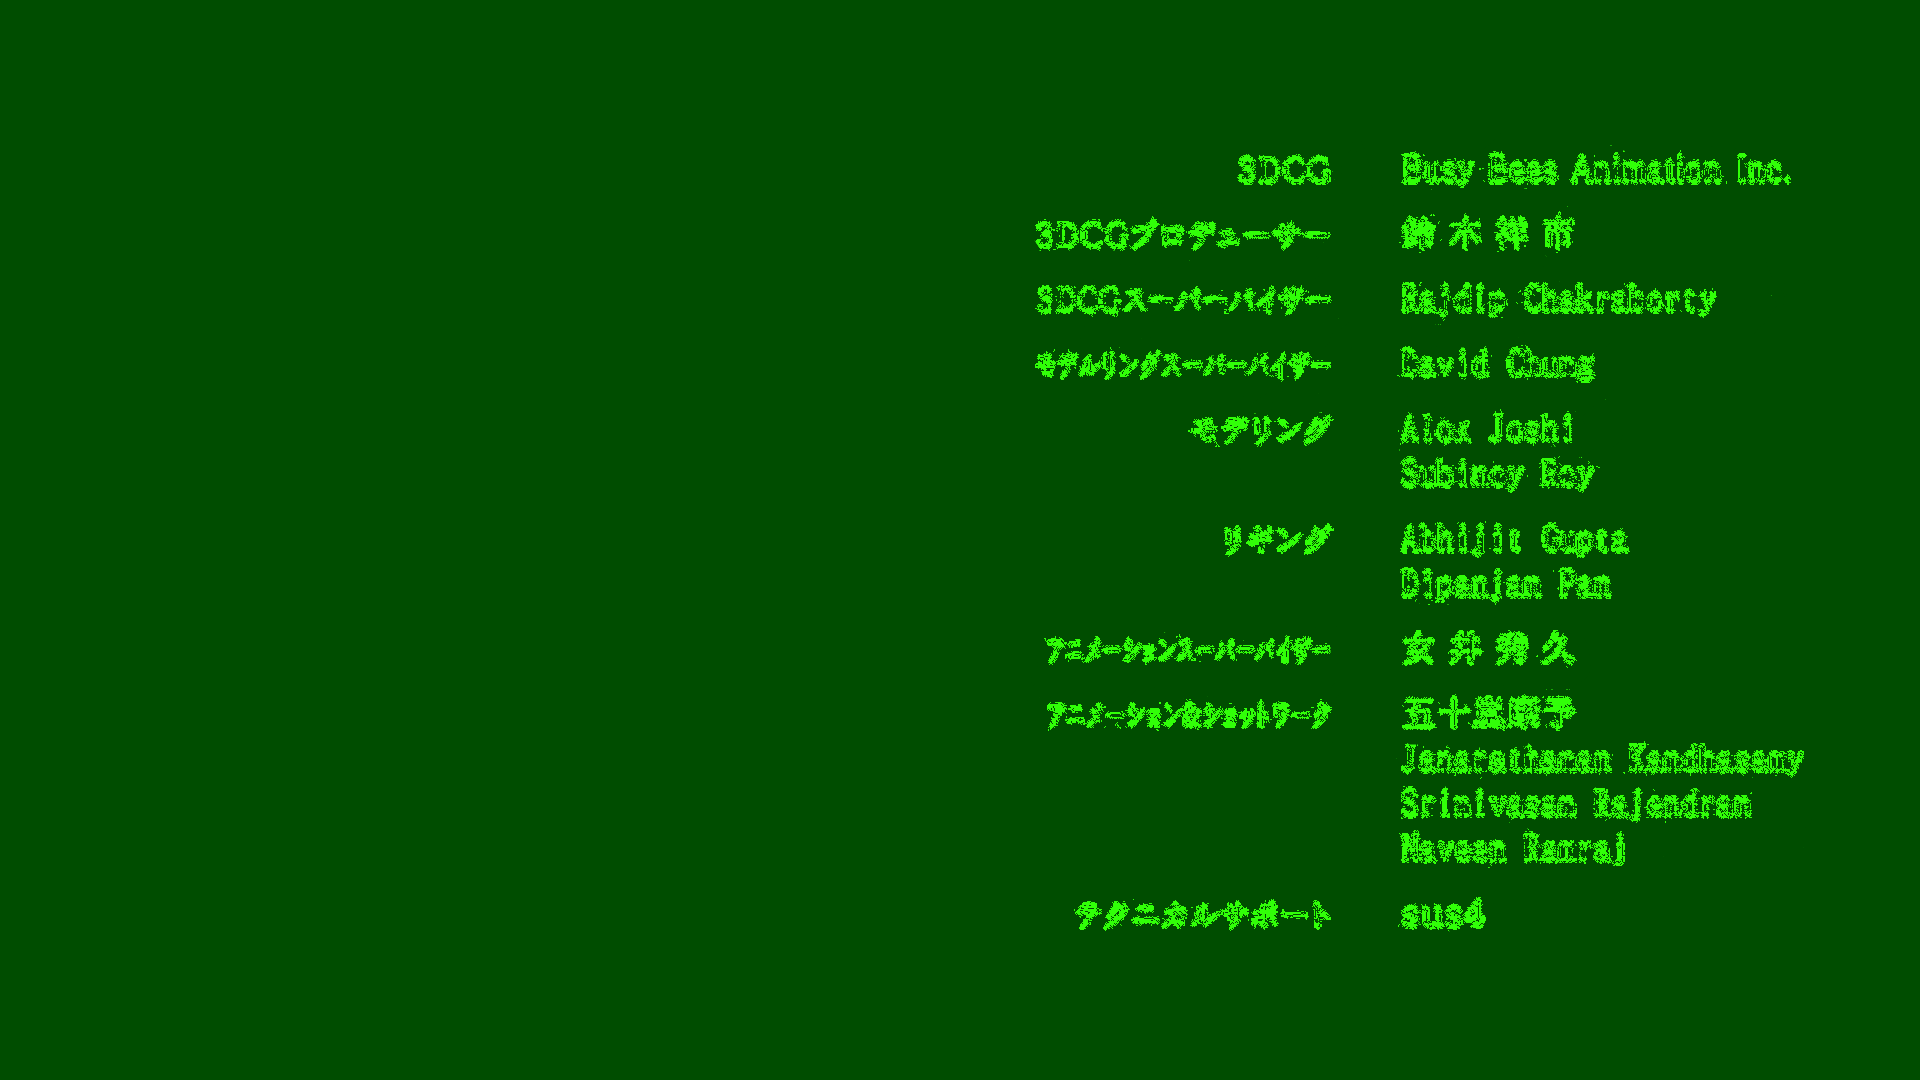 3DCG Busy Bees Animation Inc.
3DCGプロデューサー 鈴木祥市
3DCGスーパーバイザー Rajdip Chakraborty
モデルリングスーパーバイザー David Chung
モデリング Alox Joshi
Subinoy Roy
リギング Abhijit Gupta
Dipanjan Pan
アニメーションスーパーバイザー 女井秀久
アニメーション&ショットワーク 五十嵐
Janarathanan Kandhasamy
Srinivasan Rajendran
Naveen Ramraj
テクニカルサポート sus4